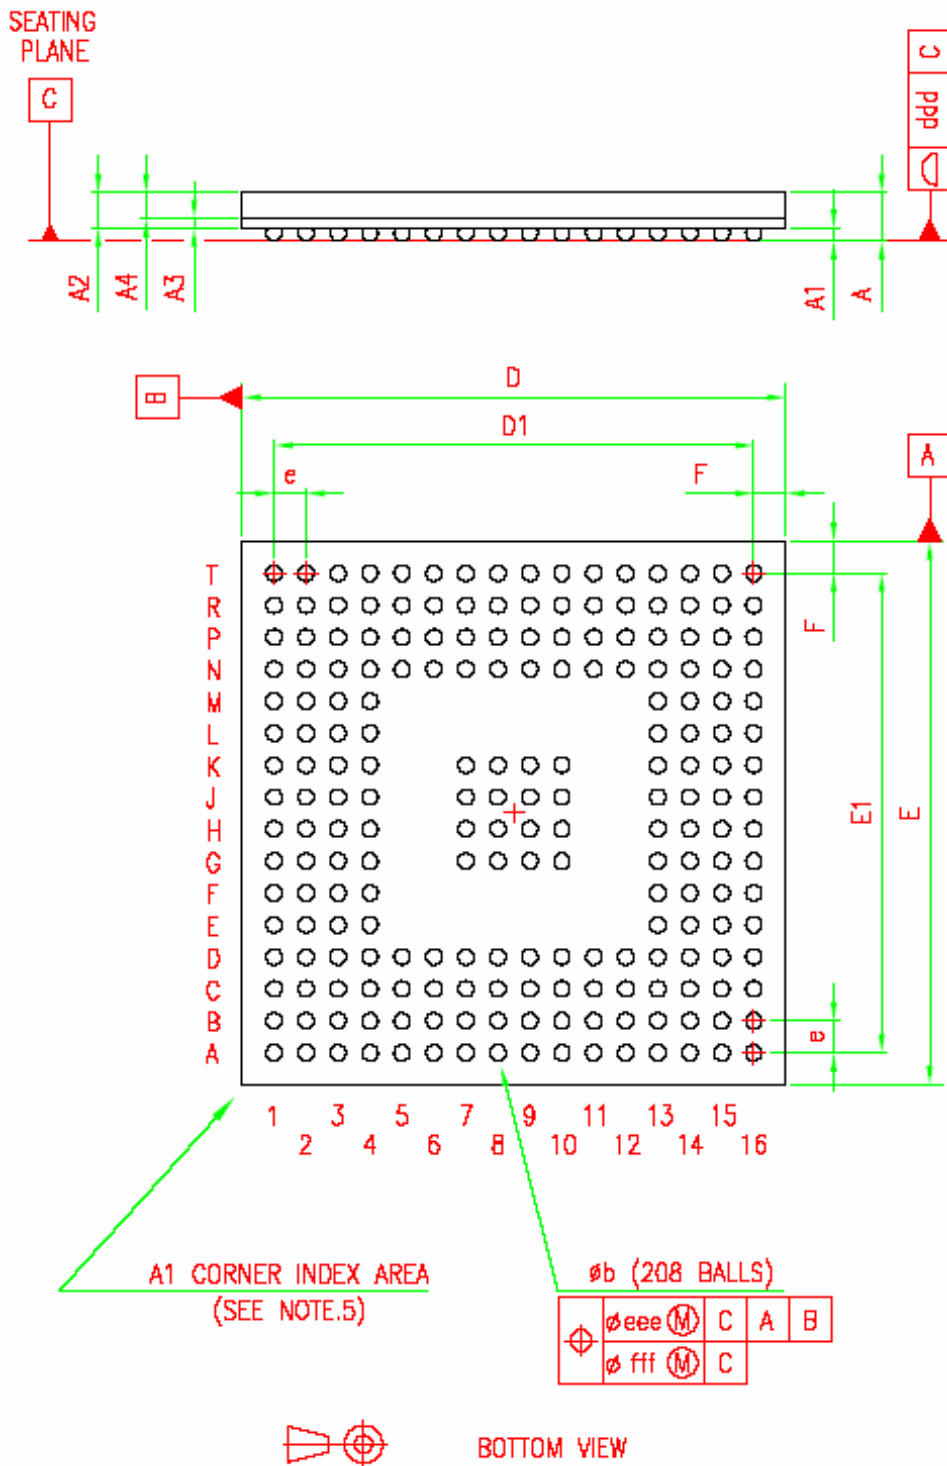 SEATING
PLANE
C
C
ddd
A2
A4
A3
A1
A
B
D
D1
e
F
A
T
R
P
N
M
L
K
J
H
G
F
E
D
C
B
A
F
E1
E
e
1 3 5 7 9 11 13 15
2 4 6 8 10 12 14 16
A1 CORNER INDEX AREA
(SEE NOTE.5)
øb (208 BALLS)
ø eee Ⓜ C A B
ø fff Ⓜ C
BOTTOM VIEW